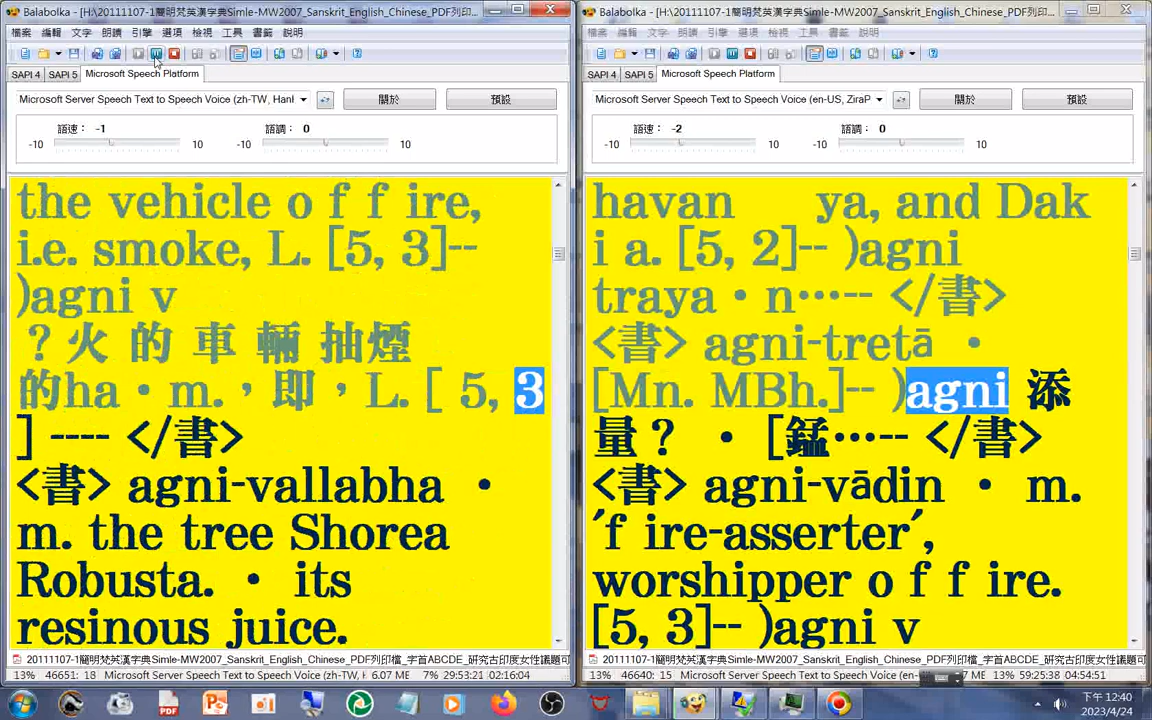 Balabolka - [H:\20111107-1簡明梵英漢字典Simle-MW2007_Sanskrit_English_Chinese_PDF列印...
檔案 編輯 文字 朗讀 引擎 選項 檢視 工具 書籤 說明
SAPI 4 SAPI 5 Microsoft Speech Platform
Microsoft Server Speech Text to Speech Voice (zh-TW, HanH 關於 預設
語速： -1 語調： 0
-10 10 -10 10
the vehicle o f f ire,
i.e. smoke, L. [5, 3]--
)agni v
？火 的 車 輛 抽煙
的ha・m.，即，L. [ 5, 3
] ---- </書>
<書> agni-vallabha ・
m. the tree Shorea
Robusta. ・ its
resinous juice.
20111107-1簡明梵英漢字典Simle-MW2007_Sanskrit_English_Chinese_PDF列印檔_字首ABCDE_研究古印度女性議題可
13% 46651: 18 Microsoft Server Speech Text to Speech Voice (zh-TW, H 6.07 ME 7% 29:53:21 02:16:04
Balabolka - [H:\20111107-1簡明梵英漢字典Simle-MW2007_Sanskrit_English_Chinese_PDF列印...
檔案 編輯 文字 朗讀 引擎 選項 檢視 工具 書籤 說明
SAPI 4 SAPI 5 Microsoft Speech Platform
Microsoft Server Speech Text to Speech Voice (en-US, ZiraP 關於 預設
語速： -2 語調： 0
-10 10 -10 10
havan ya, and Dak
i a. [5, 2]-- )agni
traya・n…-- </書>
<書> agni-tretā ・
[Mn. MBh.]-- )agni 添
量？ ・ [錳…-- </書>
<書> agni-vādin ・ m.
'f ire-asserter',
worshipper o f f ire.
[5, 3]-- )agni v
20111107-1簡明梵英漢字典Simle-MW2007_Sanskrit_English_Chinese_PDF列印檔_字首ABCDE_研究古印度女性議題可
13% 46640: 15 Microsoft Server Speech Text to Speech Voice (en-U ME 13% 59:25:38 04:54:51
下午 12:40
2023/4/24